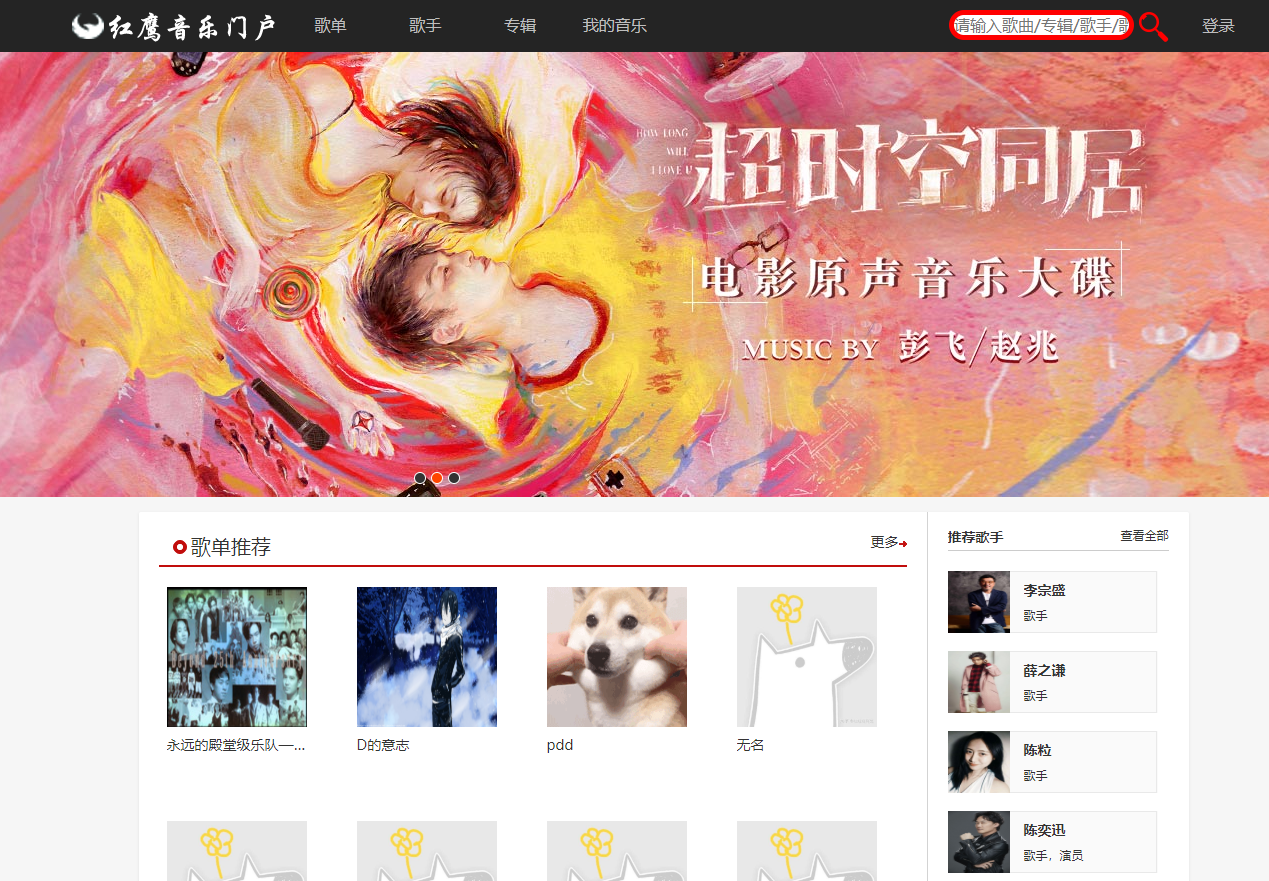 红鹰音乐门户
歌单
歌手
专辑
我的音乐
请输入歌曲/专辑/歌手/歌
登录
HOW LONG
WILL
I LOVE U
超时空同居
电影原声音乐大碟
MUSIC BY 彭飞/赵兆
歌单推荐
更多
永远的殿堂级乐队—...
D的意志
pdd
无名
推荐歌手
查看全部
李宗盛
歌手
薛之谦
歌手
陈粒
歌手
陈奕迅
歌手，演员